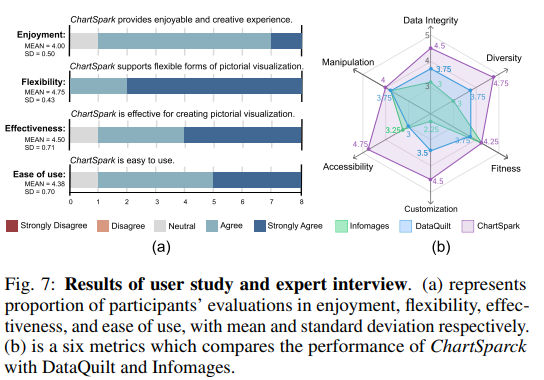 ChartSpark provides enjoyable and creative experience.
Enjoyment:
MEAN = 4.00
SD = 0.50
ChartSpark supports flexible forms of pictorial visualization.
Flexibility:
MEAN = 4.75
SD = 0.43
ChartSpark is effective for creating pictorial visualization.
Effectiveness:
MEAN = 4.50
SD = 0.71
ChartSpark is easy to use.
Ease of use:
MEAN = 4.38
SD = 0.70
0 1 2 3 4 5 6 7 8
Strongly Disagree Disagree Neutral Agree Strongly Agree
(a)
Data Integrity
5
4.5
4
3.75
3
Manipulation
Diversity
4
3.75
4.75
3.75
3
3.25
3
2.25
3.75
4.25
4.75
3.5
4.5
Accessibility
Fitness
Customization
Infomages DataQuilt ChartSpark
(b)
Fig. 7: Results of user study and expert interview. (a) represents
proportion of participants' evaluations in enjoyment, flexibility, effec-
tiveness, and ease of use, with mean and standard deviation respectively.
(b) is a six metrics which compares the performance of ChartSparck
with DataQuilt and Infomages.